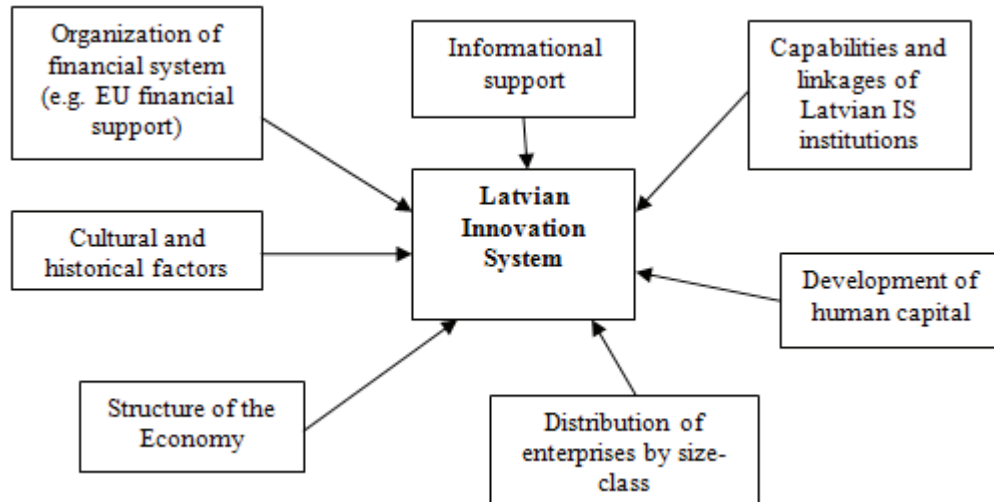 Organization of
financial system
(e.g. EU financial
support)
Informational
support
Capabilities and
linkages of
Latvian IS
institutions
Latvian
Innovation
System
Cultural and
historical factors
Development of
human capital
Structure of the
Economy
Distribution of
enterprises by size-
class